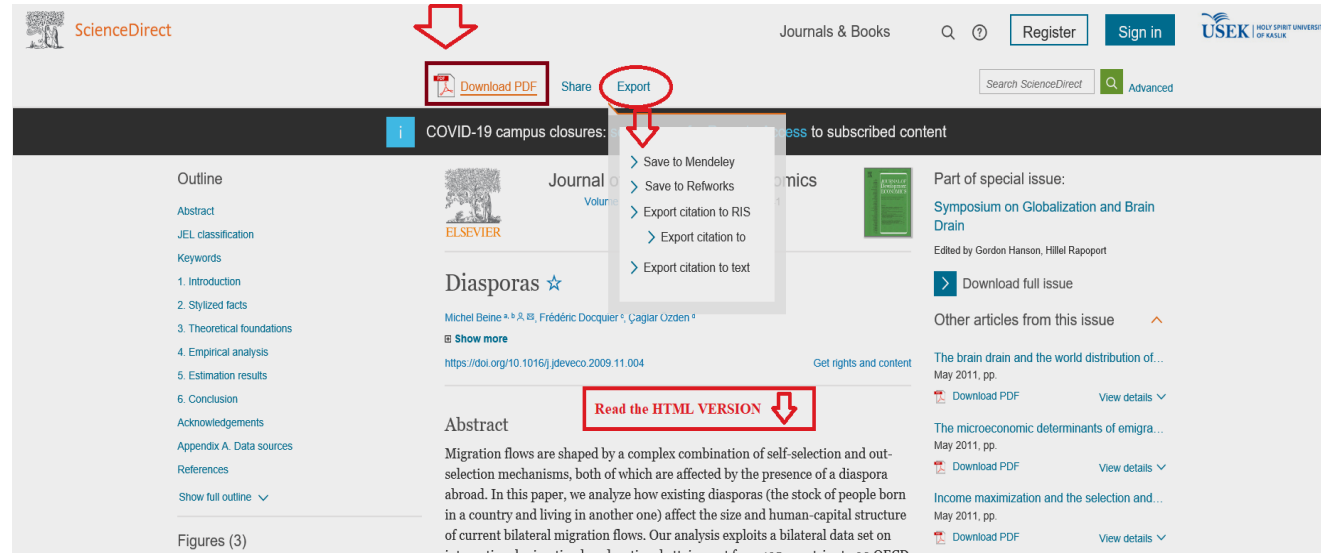 ScienceDirect
Journals & Books
Register
Sign in
USEK HOLY SPIRIT UNIVERSITY
OF KASLIK
PDF
Download PDF
Share
Export
Search ScienceDirect
Advanced
i COVID-19 campus closures: access to subscribed content
Save to Mendeley
Save to Refworks
Export citation to RIS
Export citation to
Export citation to text
Outline
Abstract
JEL classification
Keywords
1. Introduction
2. Stylized facts
3. Theoretical foundations
4. Empirical analysis
5. Estimation results
6. Conclusion
Acknowledgements
Appendix A. Data sources
References
Show full outline
Figures (3)
ELSEVIER
Journal
JOURNAL OF
Development
ECONOMICS
Diasporas
Michel Beine a, b, Frédéric Docquier c, Çağlar Özden d
Show more
https://doi.org/10.1016/j.jdeveco.2009.11.004
Get rights and content
Read the HTML VERSION
Abstract
Migration flows are shaped by a complex combination of self-selection and out-
selection mechanisms, both of which are affected by the presence of a diaspora
abroad. In this paper, we analyze how existing diasporas (the stock of people born
in a country and living in another one) affect the size and human-capital structure
of current bilateral migration flows. Our analysis exploits a bilateral data set on
Part of special issue:
Symposium on Globalization and Brain
Drain
Edited by Gordon Hanson, Hillel Rapoport
Download full issue
Other articles from this issue
The brain drain and the world distribution of...
May 2011, pp.
Download PDF
View details
The microeconomic determinants of emigra...
May 2011, pp.
Download PDF
View details
Income maximization and the selection and...
May 2011, pp.
Download PDF
View details